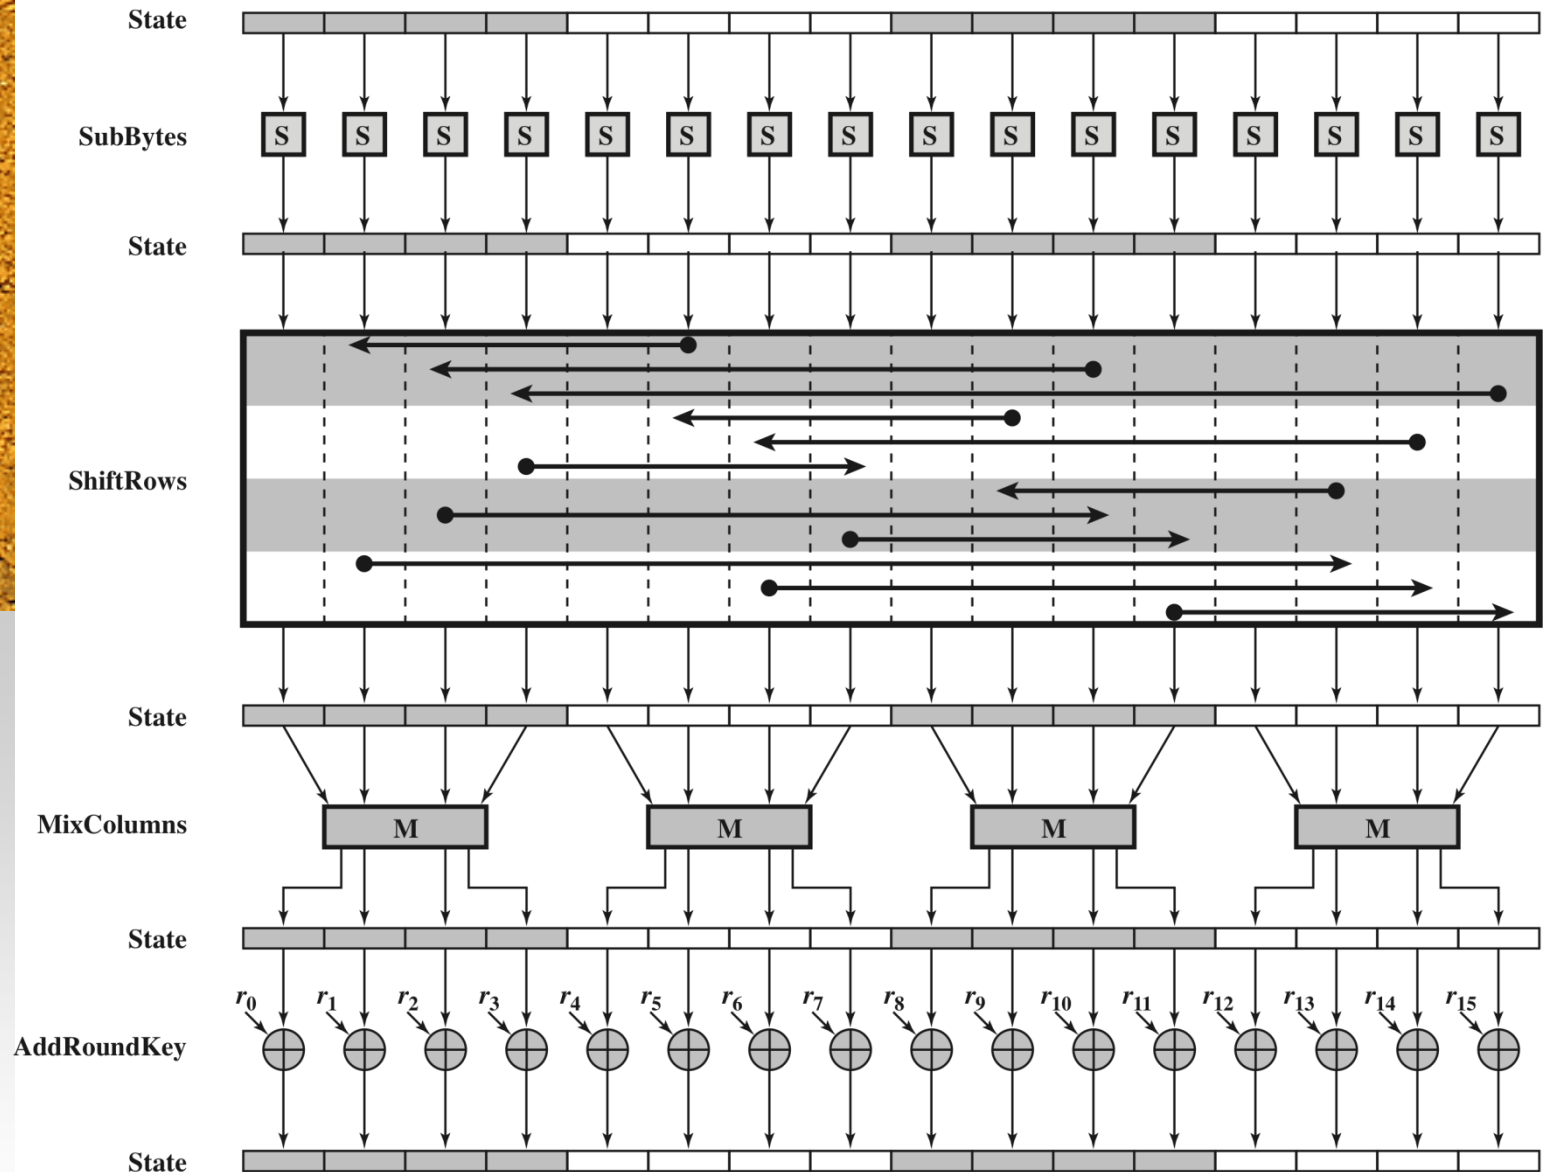 State
SubBytes S S S S S S S S S S S S S S S S
State
ShiftRows
State
MixColumns M M M M
State
r0 r1 r2 r3 r4 r5 r6 r7 r8 r9 r10 r11 r12 r13 r14 r15
AddRoundKey
State